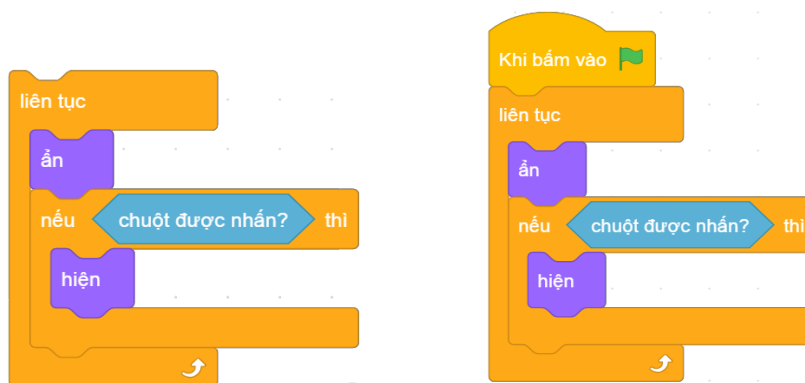 liên tục
ẩn
nếu chuột được nhấn? thì
hiện
Khi bấm vào
liên tục
ẩn
nếu chuột được nhấn? thì
hiện